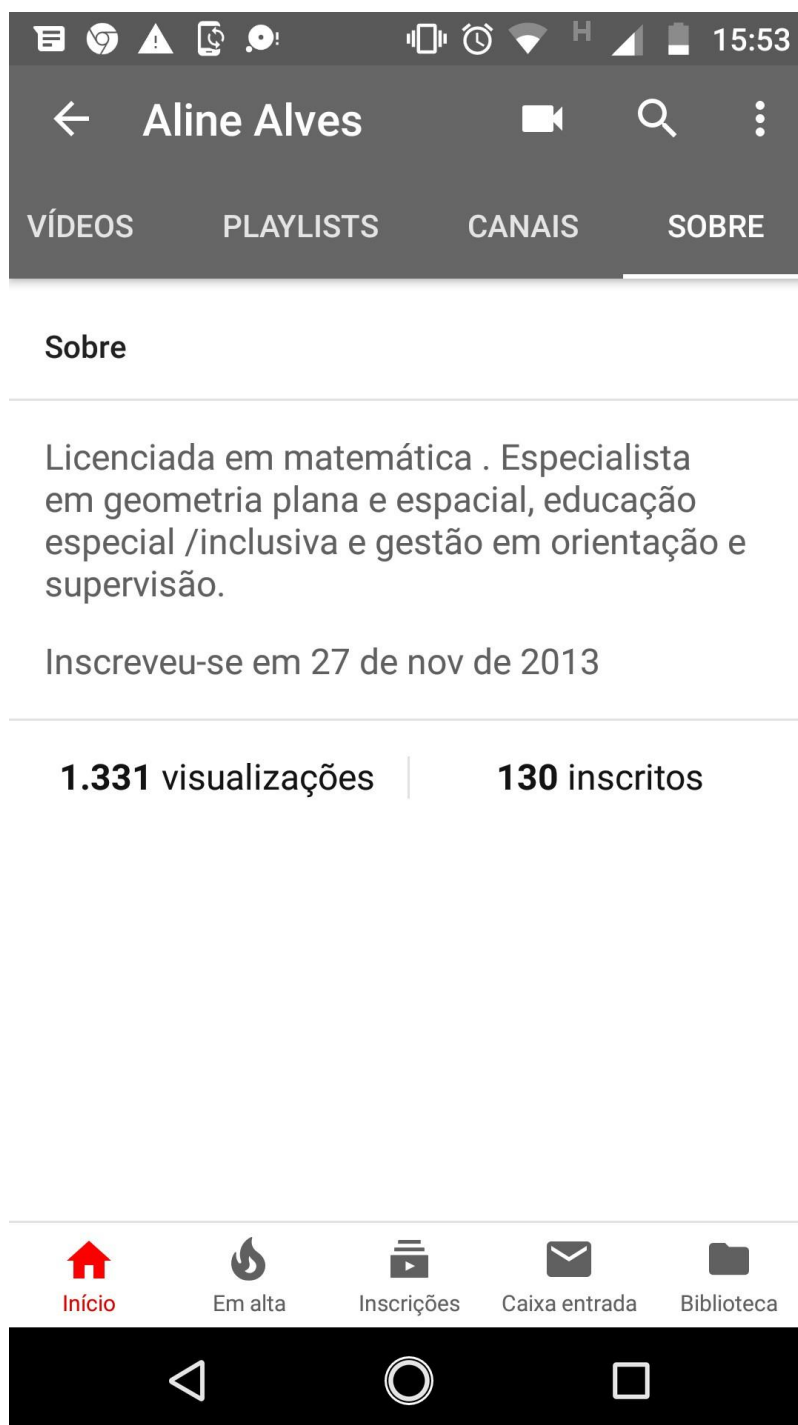 H 15:53
Aline Alves
VÍDEOS PLAYLISTS CANAIS SOBRE
Sobre
Licenciada em matemática . Especialista
em geometria plana e espacial, educação
especial /inclusiva e gestão em orientação e
supervisão.
Inscreveu-se em 27 de nov de 2013
1.331 visualizações 130 inscritos
Início Em alta Inscrições Caixa entrada Biblioteca